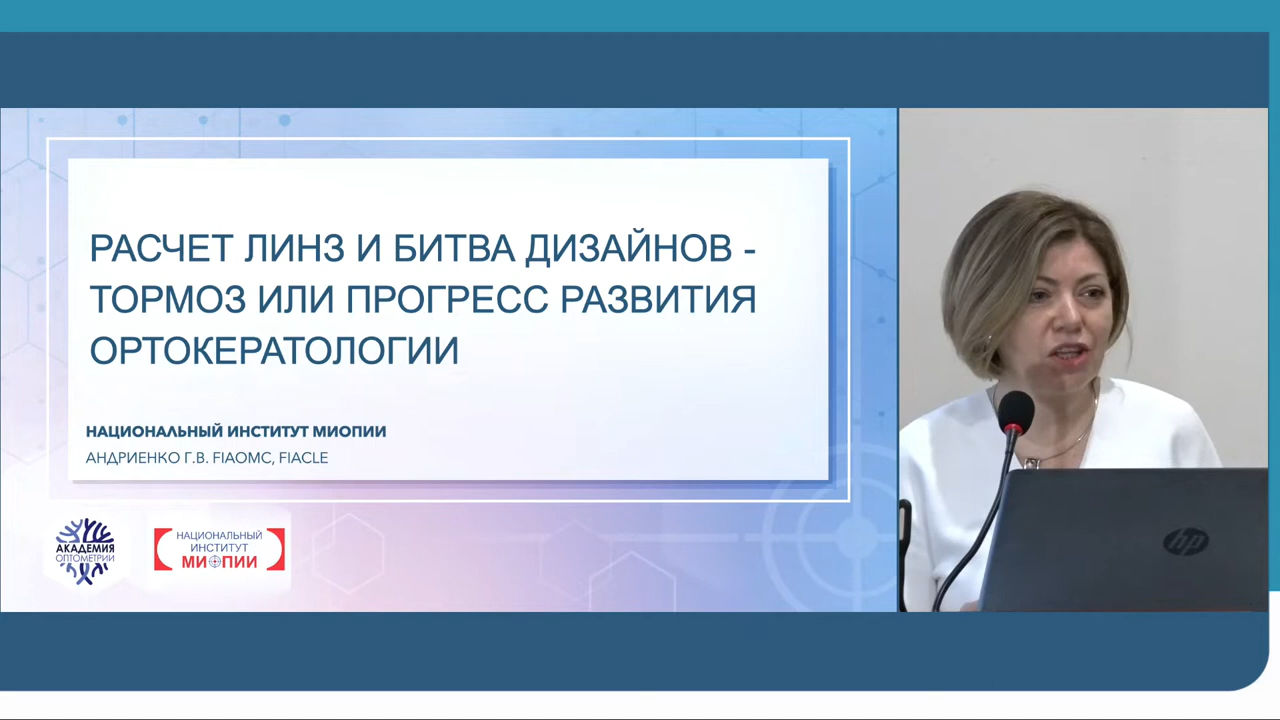 РАСЧЕТ ЛИНЗ И БИТВА ДИЗАЙНОВ -
ТОРМОЗ ИЛИ ПРОГРЕСС РАЗВИТИЯ
ОРТОКЕРАТОЛОГИИ
НАЦИОНАЛЬНЫЙ ИНСТИТУТ МИОПИИ
АНДРИЕНКО Г.В. FIAOMC, FIACLE
АКАДЕМИЯ
ОПТОМЕТРИИ
НАЦИОНАЛЬНЫЙ
ИНСТИТУТ
МИОПИИ
hp